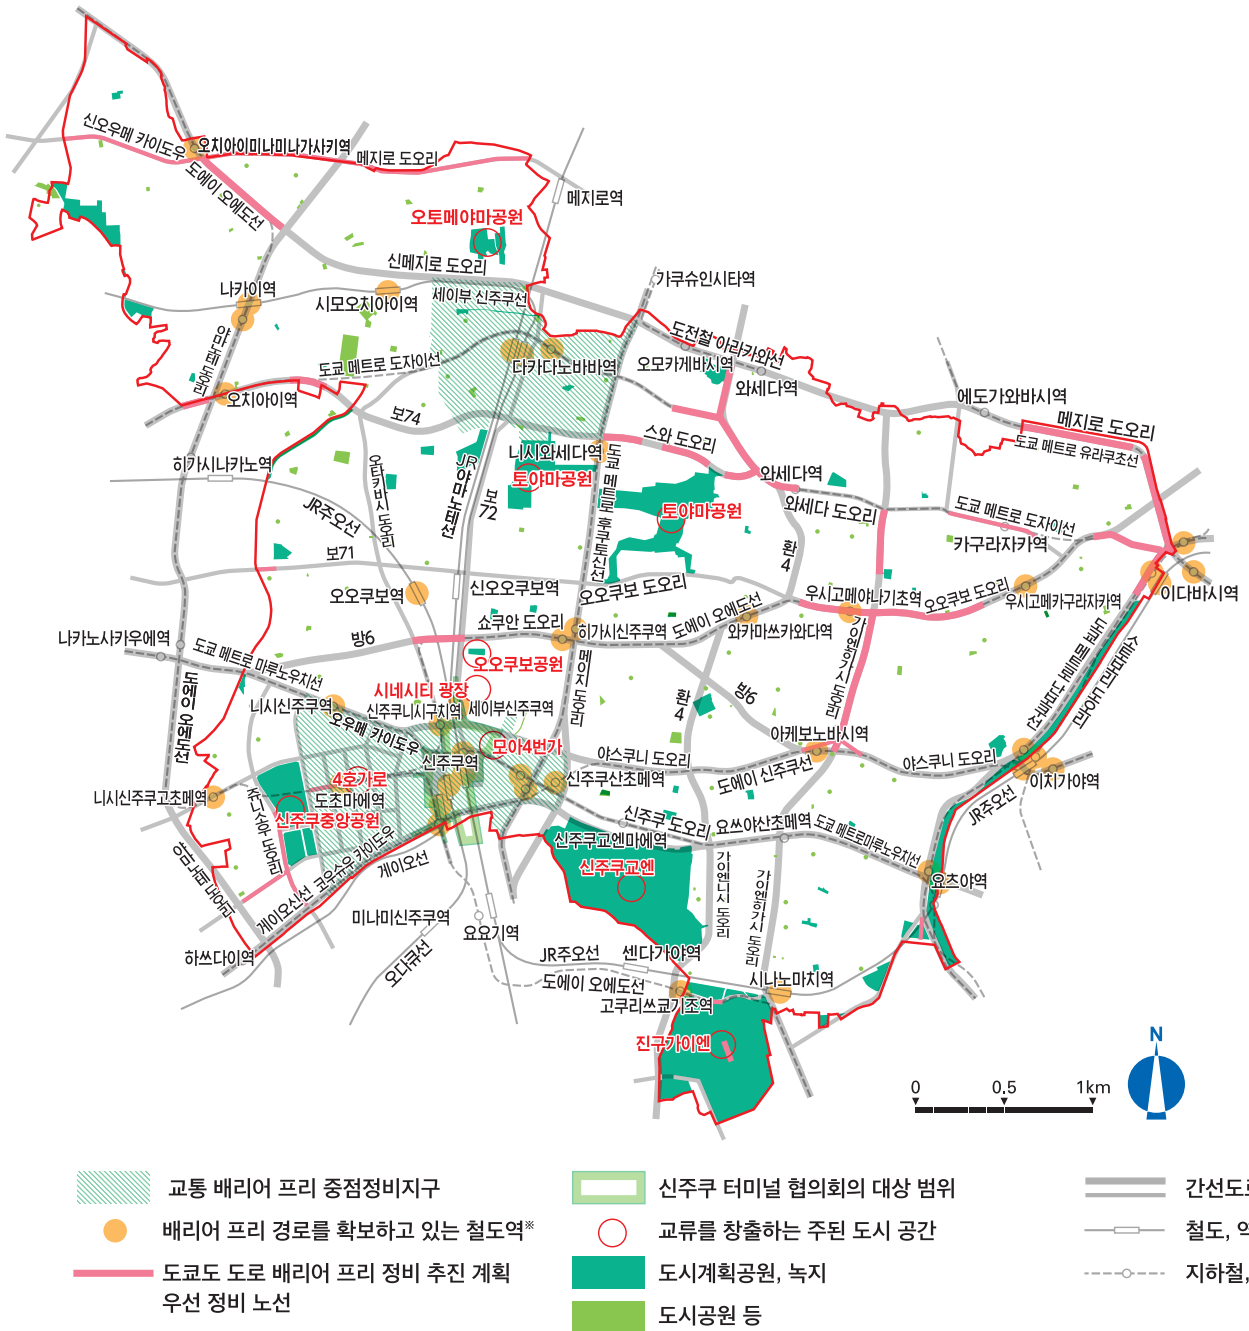 신오우메 카이도우
오치아이미나미나가사키역
메지로 도오리
도에이 오에도선
메지로역
오토메야마공원
신메지로 도오리
가쿠슈인시타역
나카이역
시모오치아이역
세이부 신주쿠선
야마테 도오리
도쿄 메트로 도자이선
다카다노바바역
도전철 아라카와선
오모카게바시역
와세다역
에도가와바시역
오치아이역
보74
스와 도오리
메지로 도오리
도쿄 메트로 유라쿠초선
히가시나카노역
오타키바시 도오리
JR야마노테선
니시와세다역
토야마공원
도쿄 메트로 후쿠토신선
와세다역
와세다 도오리
토야마공원
JR주오선
보72
도쿄 메트로 도자이선
카구라자카역
보71
환4
오오쿠보역
신오오쿠보역
오오쿠보 도오리
우시고메야나기초역
오오쿠보 도오리
우시고메카구라자카역
이다바시역
나카노사카우에역
방6
쇼쿠안 도오리
히가시신주쿠역
도에이 오에도선
와카마쓰카와다역
도쿄 메트로 마루노우치선
오오쿠보공원
메이지 도오리
환4
방6
가이엔히가시 도오리
도쿄 메트로 난보쿠선
소토보리 도오리
도에이 오에도선
니시신주쿠역
시네시티 광장
신주쿠니시구치역
세이부신주쿠역
오우메 카이도우
모아4번가
야스쿠니 도오리
아케보노바시역
도에이 신주쿠선
야스쿠니 도오리
신주쿠역
신주쿠산초메역
이치가야역
4호가로
도초마에역
니시신주쿠고초메역
쥬니소우 도오리
신주쿠중앙공원
신주쿠 도오리
요쓰야산초메역
도쿄 메트로마루노우치선
JR주오선
신주쿠교엔마에역
야마테 도오리
게이오신선
코우슈우 카이도우
게이오선
신주쿠교엔
가이엔니시 도오리
가이엔히가시 도오리
요츠야역
미나미신주쿠역
요요기역
하쓰다이역
오다큐선
JR주오선
센다가야역
도에이 오에도선
시나노마치역
고쿠리쓰쿄기조역
진구가이엔
N
0 0.5 1km
교통 배리어 프리 중점정비지구
신주쿠 터미널 협의회의 대상 범위
간선도로
배리어 프리 경로를 확보하고 있는 철도역※
교류를 창출하는 주된 도시 공간
철도, 역
도쿄도 도로 배리어 프리 정비 추진 계획
우선 정비 노선
도시계획공원, 녹지
지하철,
도시공원 등